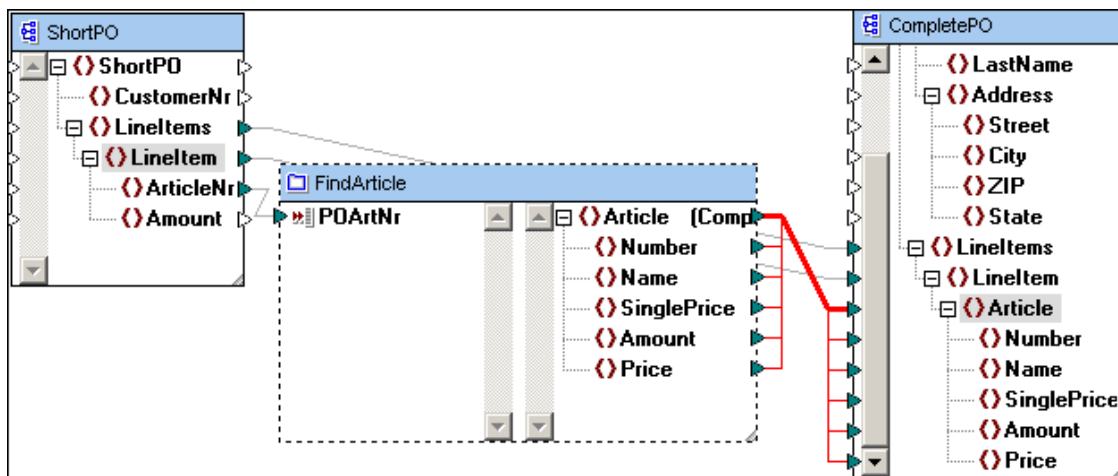 ShortPO
ShortPO
CustomerNr
LineItems
LineItem
ArticleNr
Amount
FindArticle
POArtNr
Article (Comp
Number
Name
SinglePrice
Amount
Price
CompletePO
LastName
Address
Street
City
ZIP
State
LineItems
LineItem
Article
Number
Name
SinglePrice
Amount
Price